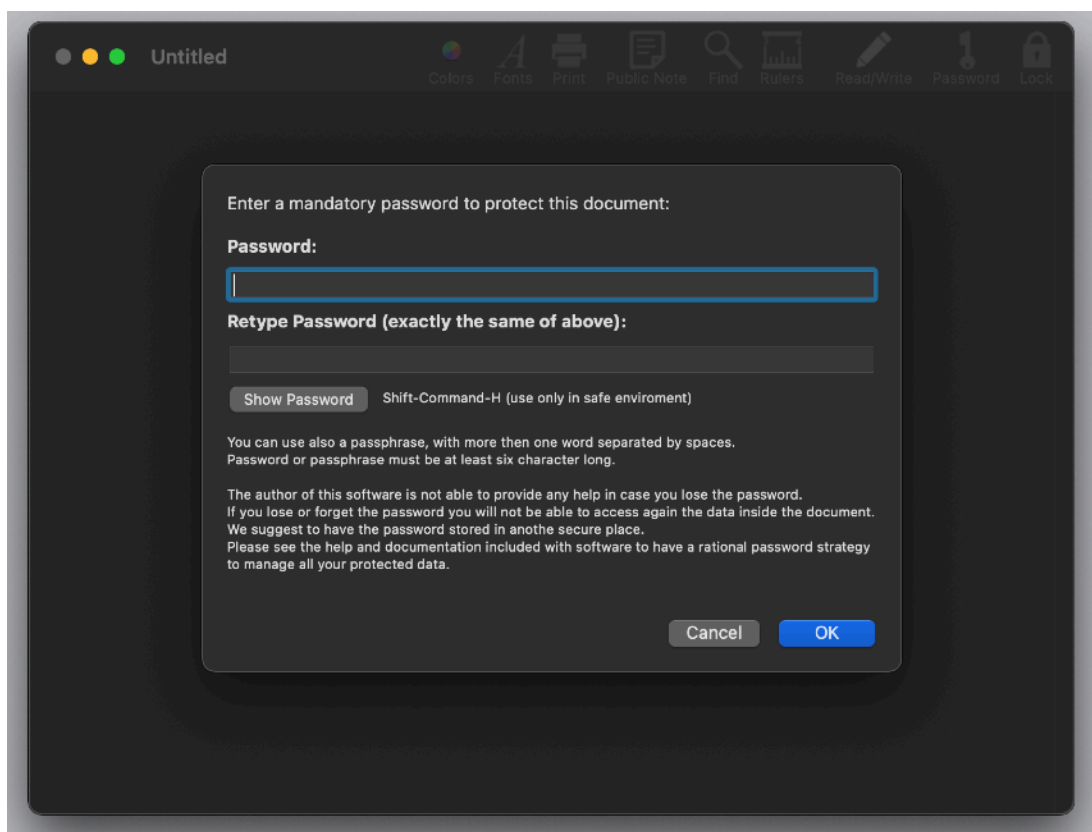 Untitled
Colors Fonts Print Public Note Find Rulers Read/Write Password Lock
Enter a mandatory password to protect this document:
Password:
Retype Password (exactly the same of above):
Show Password Shift-Command-H (use only in safe enviroment)
You can use also a passphrase, with more then one word separated by spaces.
Password or passphrase must be at least six character long.
The author of this software is not able to provide any help in case you lose the password.
If you lose or forget the password you will not be able to access again the data inside the document.
We suggest to have the password stored in anothe secure place.
Please see the help and documentation included with software to have a rational password strategy
to manage all your protected data.
Cancel OK